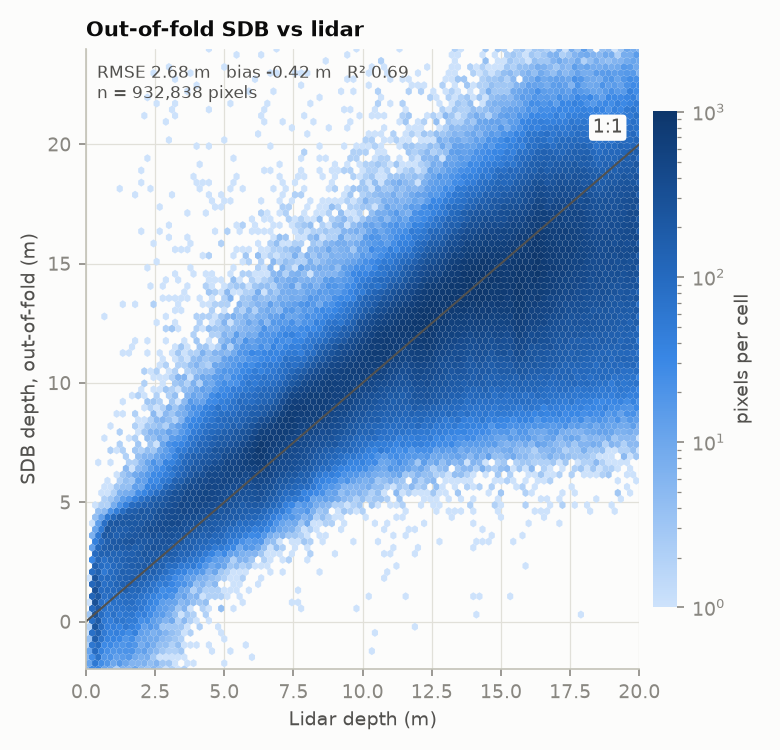 Out-of-fold SDB vs lidar
RMSE 2.68 m bias -0.42 m R² 0.69
n = 932,838 pixels
1:1
20
15
10
5
0
SDB depth, out-of-fold (m)
0.0 2.5 5.0 7.5 10.0 12.5 15.0 17.5 20.0
Lidar depth (m)
10³
10²
10¹
10⁰
pixels per cell